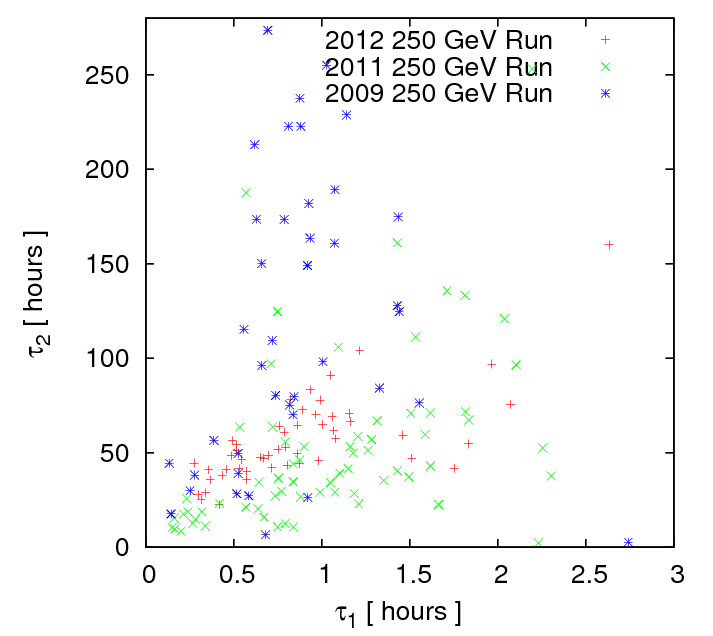 2012 250 GeV Run
2011 250 GeV Run
2009 250 GeV Run
250
200
150
100
50
0
τ2 [ hours ]
0 0.5 1 1.5 2 2.5 3
τ1 [ hours ]